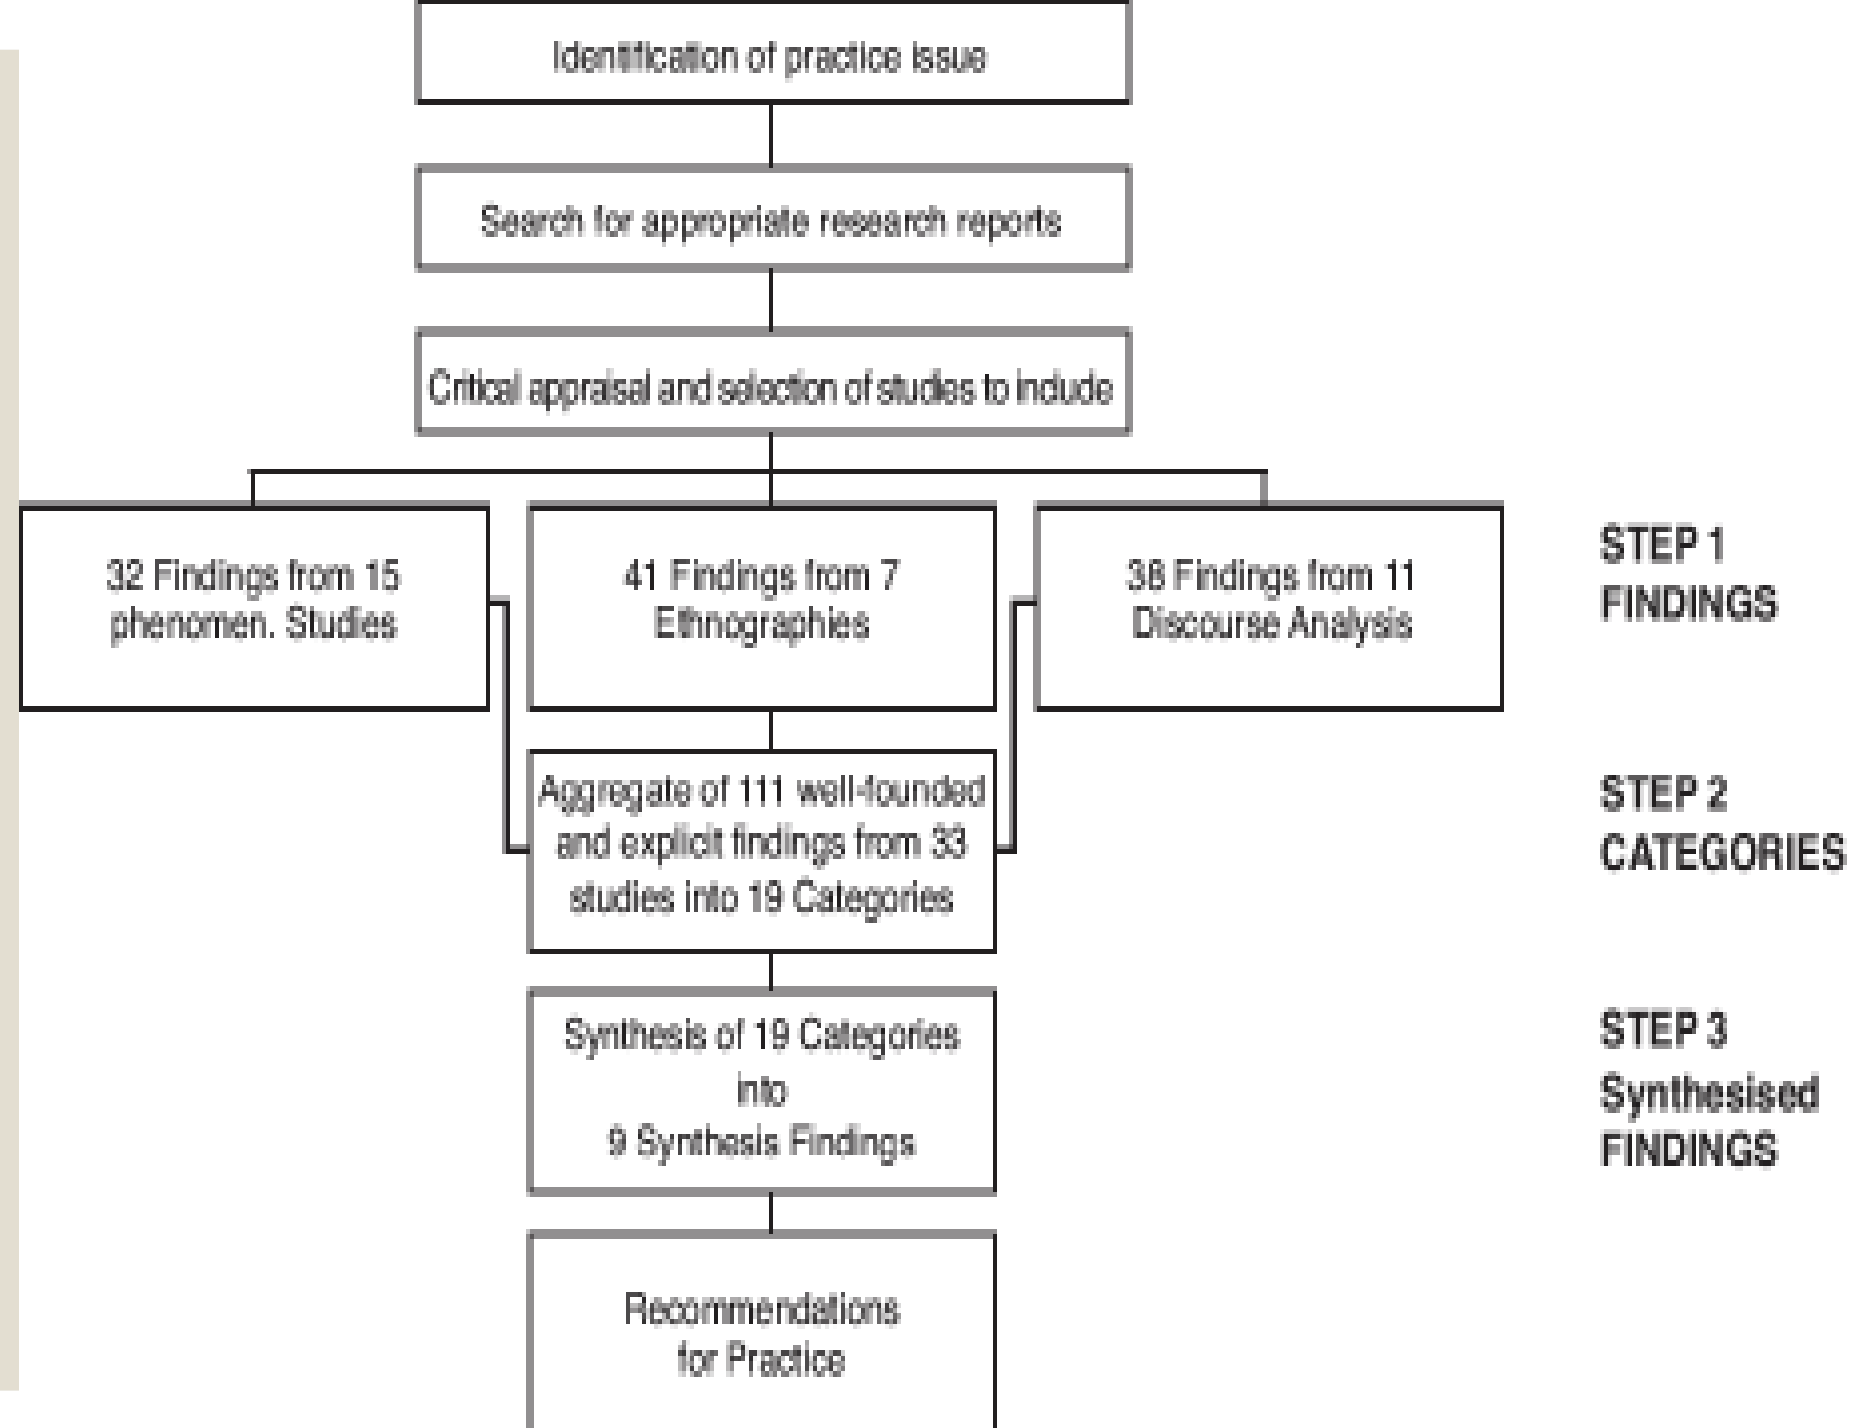 Identification of practice issue
Search for appropriate research reports
Critical appraisal and selection of studies to include
32 Findings from 15
phenomen. Studies
41 Findings from 7
Ethnographies
38 Findings from 11
Discourse Analysis
STEP 1
FINDINGS
Aggregate of 111 well-founded
and explicit findings from 33
studies into 19 Categories
STEP 2
CATEGORIES
Synthesis of 19 Categories
into
9 Synthesis Findings
STEP 3
Synthesised
FINDINGS
Recommendations
for Practice